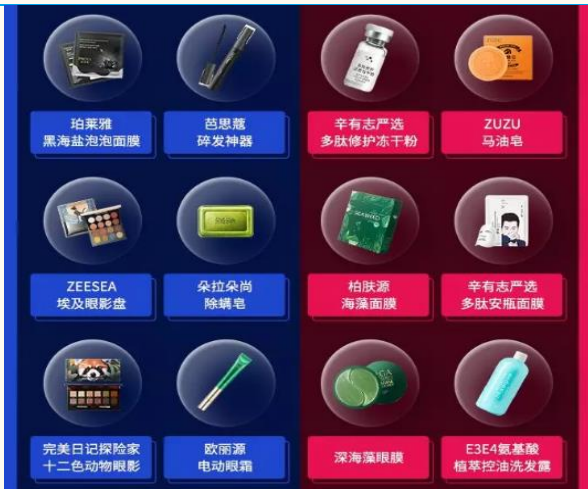 珀莱雅
黑海盐泡泡面膜
芭思蔻
碎发神器
辛有志严选
多肽修护冻干粉
ZUZU
马油皂
ZEESEA
埃及眼影盘
朵拉朵尚
除螨皂
柏肤源
海藻面膜
辛有志严选
多肽安瓶面膜
完美日记探险家
十二色动物眼影
欧丽源
电动眼霜
深海藻眼膜
E3E4氨基酸
植萃控油洗发露